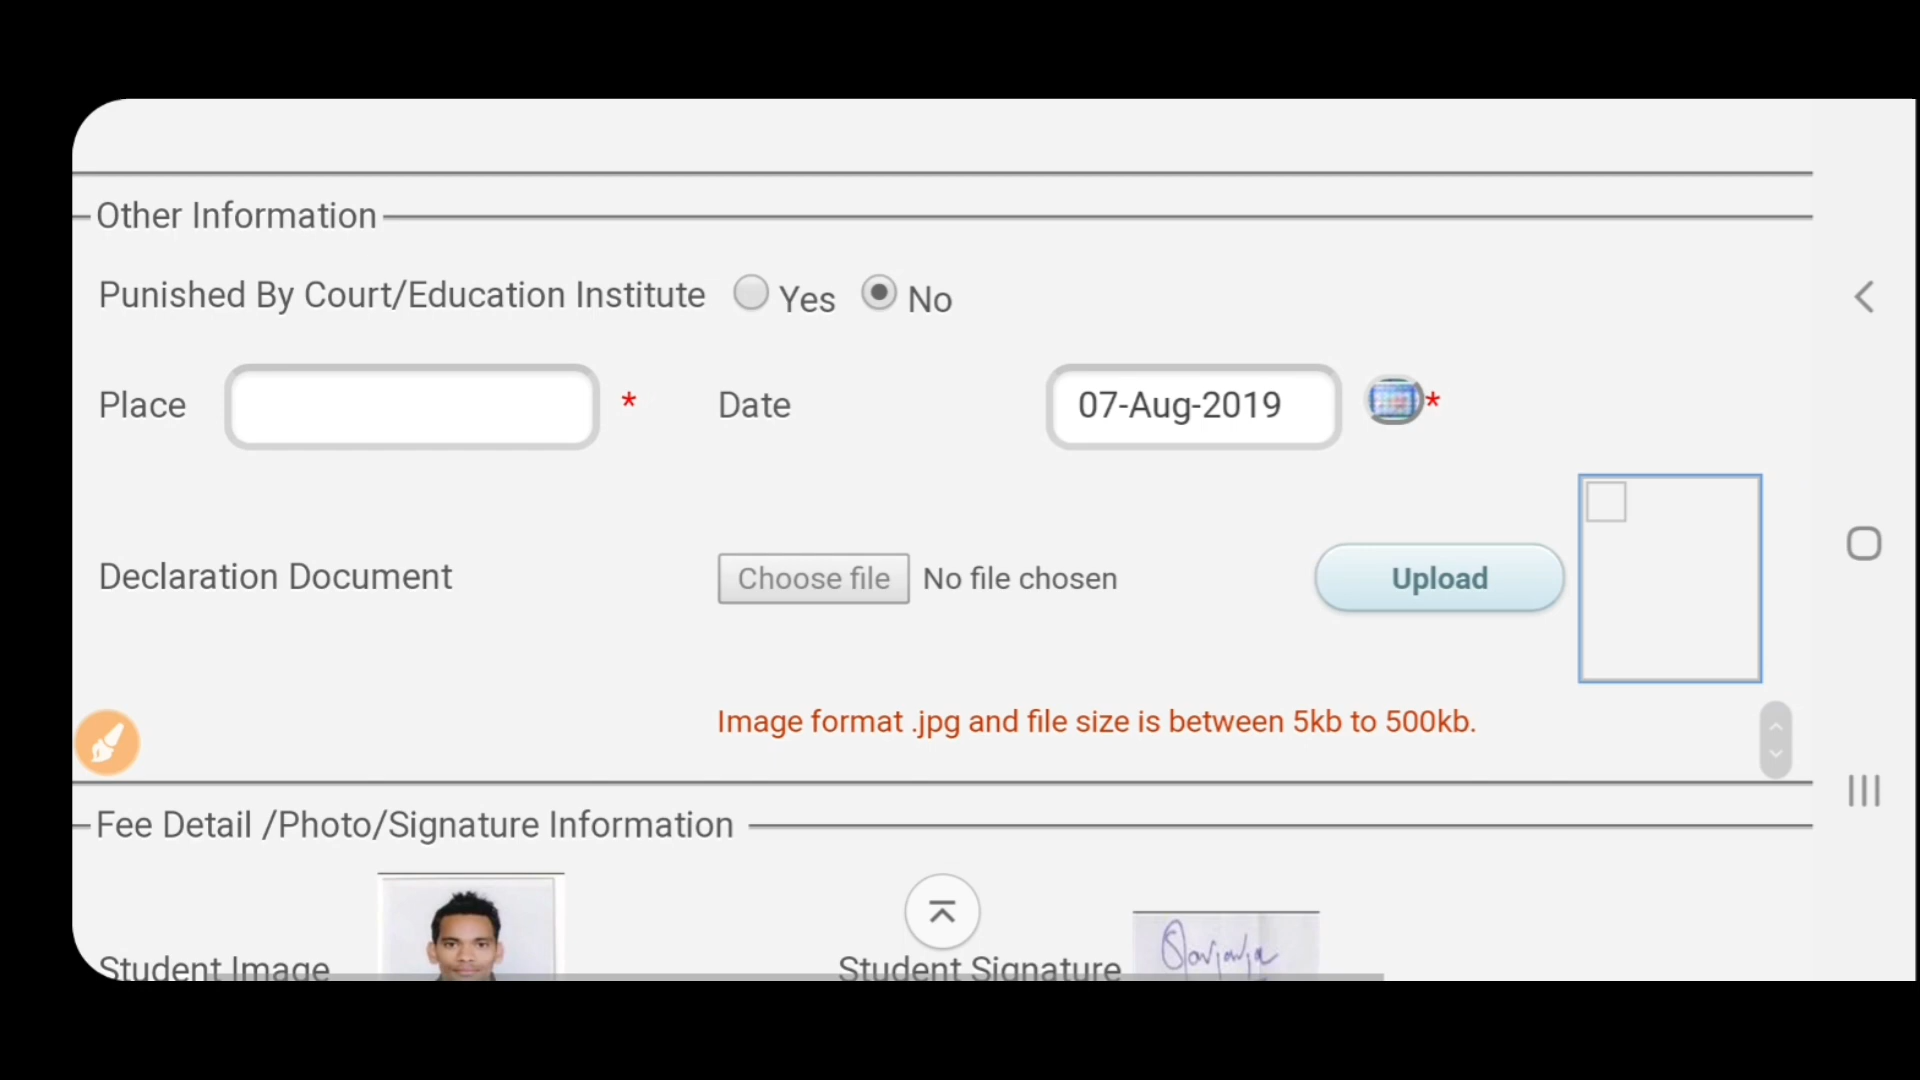 Other Information
Punished By Court/Education Institute Yes No
Place * Date 07-Aug-2019 *
Declaration Document Choose file No file chosen Upload
Image format .jpg and file size is between 5kb to 500kb.
Fee Detail /Photo/Signature Information
Student Image Student Signature